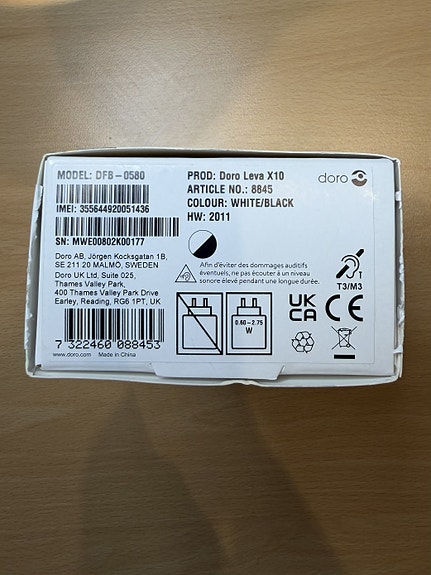 MODEL: DFB-0580
IMEI: 355644920051436
SN: MWE00802K00177
Doro AB, Jörgen Kocksgatan 1B,
SE 211 20 MALMÖ, SWEDEN
Doro UK Ltd, Suite 025,
Thames Valley Park,
400 Thames Valley Park Drive
Earley, Reading, RG6 1PT, UK
7 322460 088453
www.doro.com Made in China
PROD: Doro Leva X10
ARTICLE NO.: 8845
COLOUR: WHITE/BLACK
HW: 2011
doro
Afin d'éviter des dommages auditifs
éventuels, ne pas écouter à un niveau
sonore élevé pendant une longue durée.
T3/M3
0.60-2.75
W
UK
CA
CE